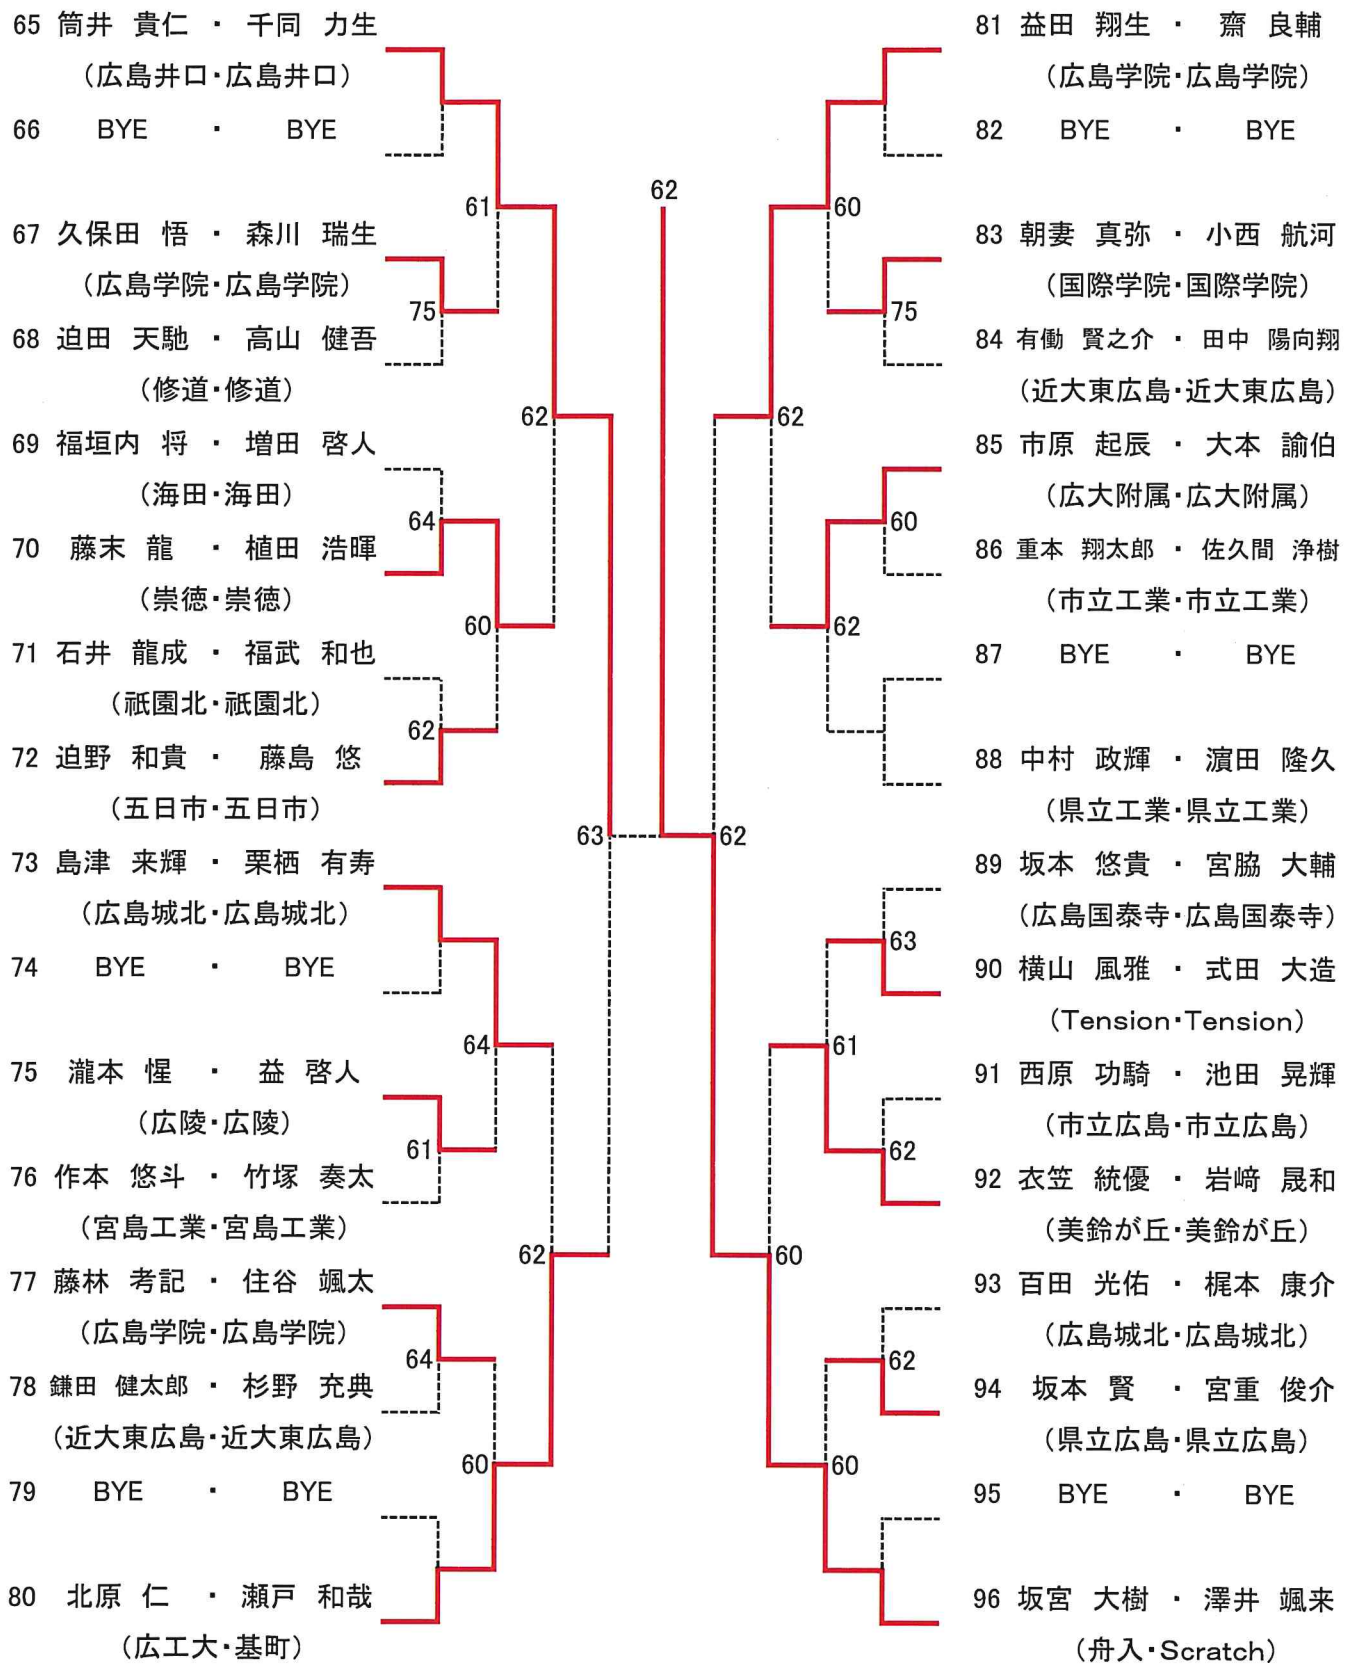 65 筒井 貴仁 ・ 千同 力生
(広島井口・広島井口)
66 BYE ・ BYE
61
67 久保田 悟 ・ 森川 瑞生
(広島学院・広島学院)
75
68 迫田 天馳 ・ 高山 健吾
(修道・修道)
62
69 福垣内 将 ・ 増田 啓人
(海田・海田)
64
70 藤末 龍 ・ 植田 浩暉
(崇徳・崇徳)
60
71 石井 龍成 ・ 福武 和也
(祇園北・祇園北)
62
72 迫野 和貴 ・ 藤島 悠
(五日市・五日市)
63
73 島津 来輝 ・ 栗栖 有寿
(広島城北・広島城北)
74 BYE ・ BYE
64
75 瀧本 惺 ・ 益 啓人
(広陵・広陵)
61
76 作本 悠斗 ・ 竹塚 奏太
(宮島工業・宮島工業)
62
77 藤林 考記 ・ 住谷 颯太
(広島学院・広島学院)
64
78 鎌田 健太郎 ・ 杉野 充典
(近大東広島・近大東広島)
60
79 BYE ・ BYE
80 北原 仁 ・ 瀬戸 和哉
(広工大・基町)
62
81 益田 翔生 ・ 齋 良輔
(広島学院・広島学院)
82 BYE ・ BYE
60
83 朝妻 真弥 ・ 小西 航河
(国際学院・国際学院)
75
84 有働 賢之介 ・ 田中 陽向翔
(近大東広島・近大東広島)
62
85 市原 起辰 ・ 大本 諭伯
(広大附属・広大附属)
60
86 重本 翔太郎 ・ 佐久間 浄樹
(市立工業・市立工業)
62
87 BYE ・ BYE
88 中村 政輝 ・ 濵田 隆久
(県立工業・県立工業)
62
89 坂本 悠貴 ・ 宮脇 大輔
(広島国泰寺・広島国泰寺)
63
90 横山 風雅 ・ 式田 大造
(Tension・Tension)
61
91 西原 功騎 ・ 池田 晃輝
(市立広島・市立広島)
62
92 衣笠 統優 ・ 岩﨑 晟和
(美鈴が丘・美鈴が丘)
60
93 百田 光佑 ・ 梶本 康介
(広島城北・広島城北)
62
94 坂本 賢 ・ 宮重 俊介
(県立広島・県立広島)
60
95 BYE ・ BYE
96 坂宮 大樹 ・ 澤井 颯来
(舟入・Scratch)